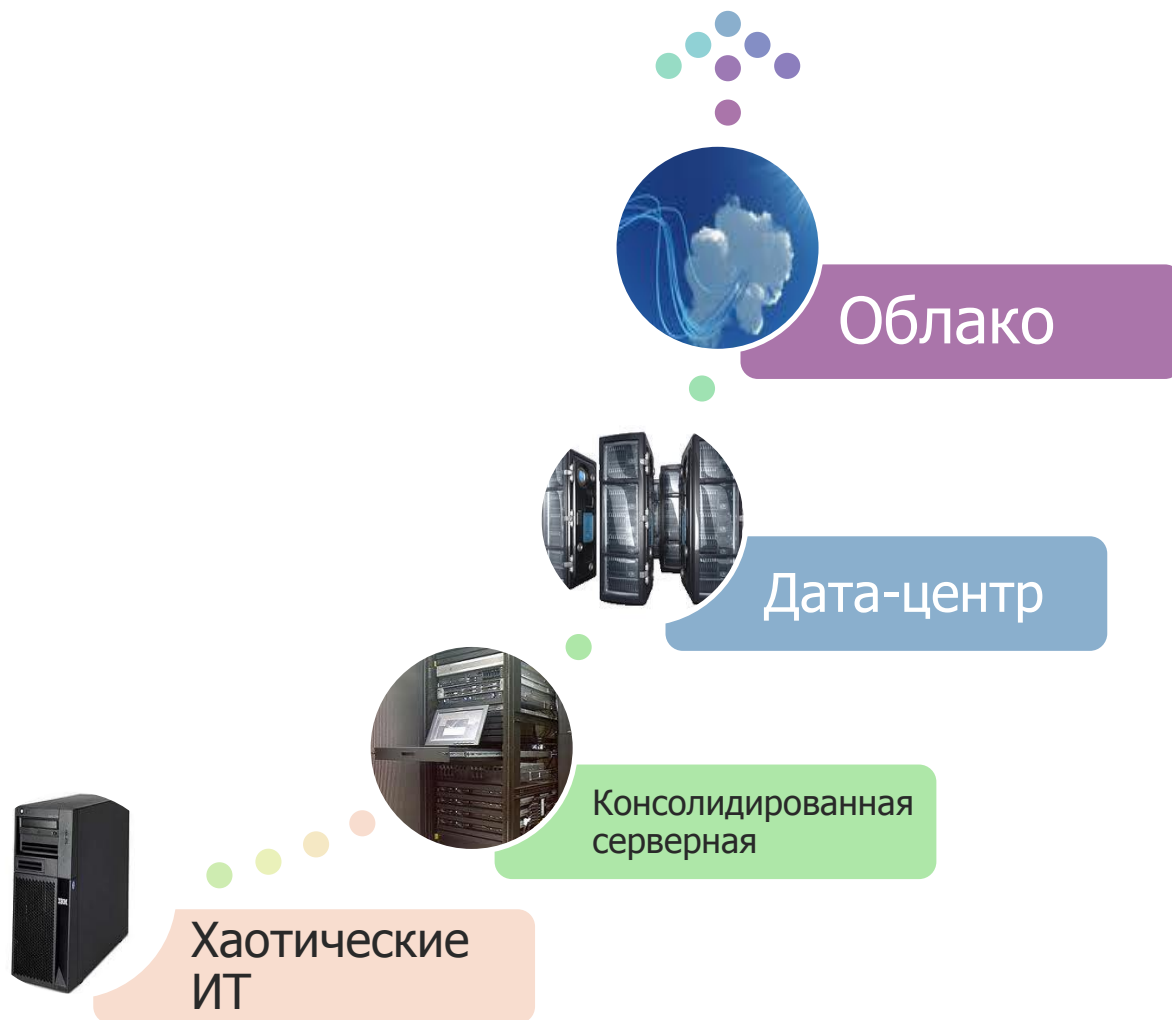 Облако
Дата-центр
Консолидированная
серверная
Хаотические
ИТ